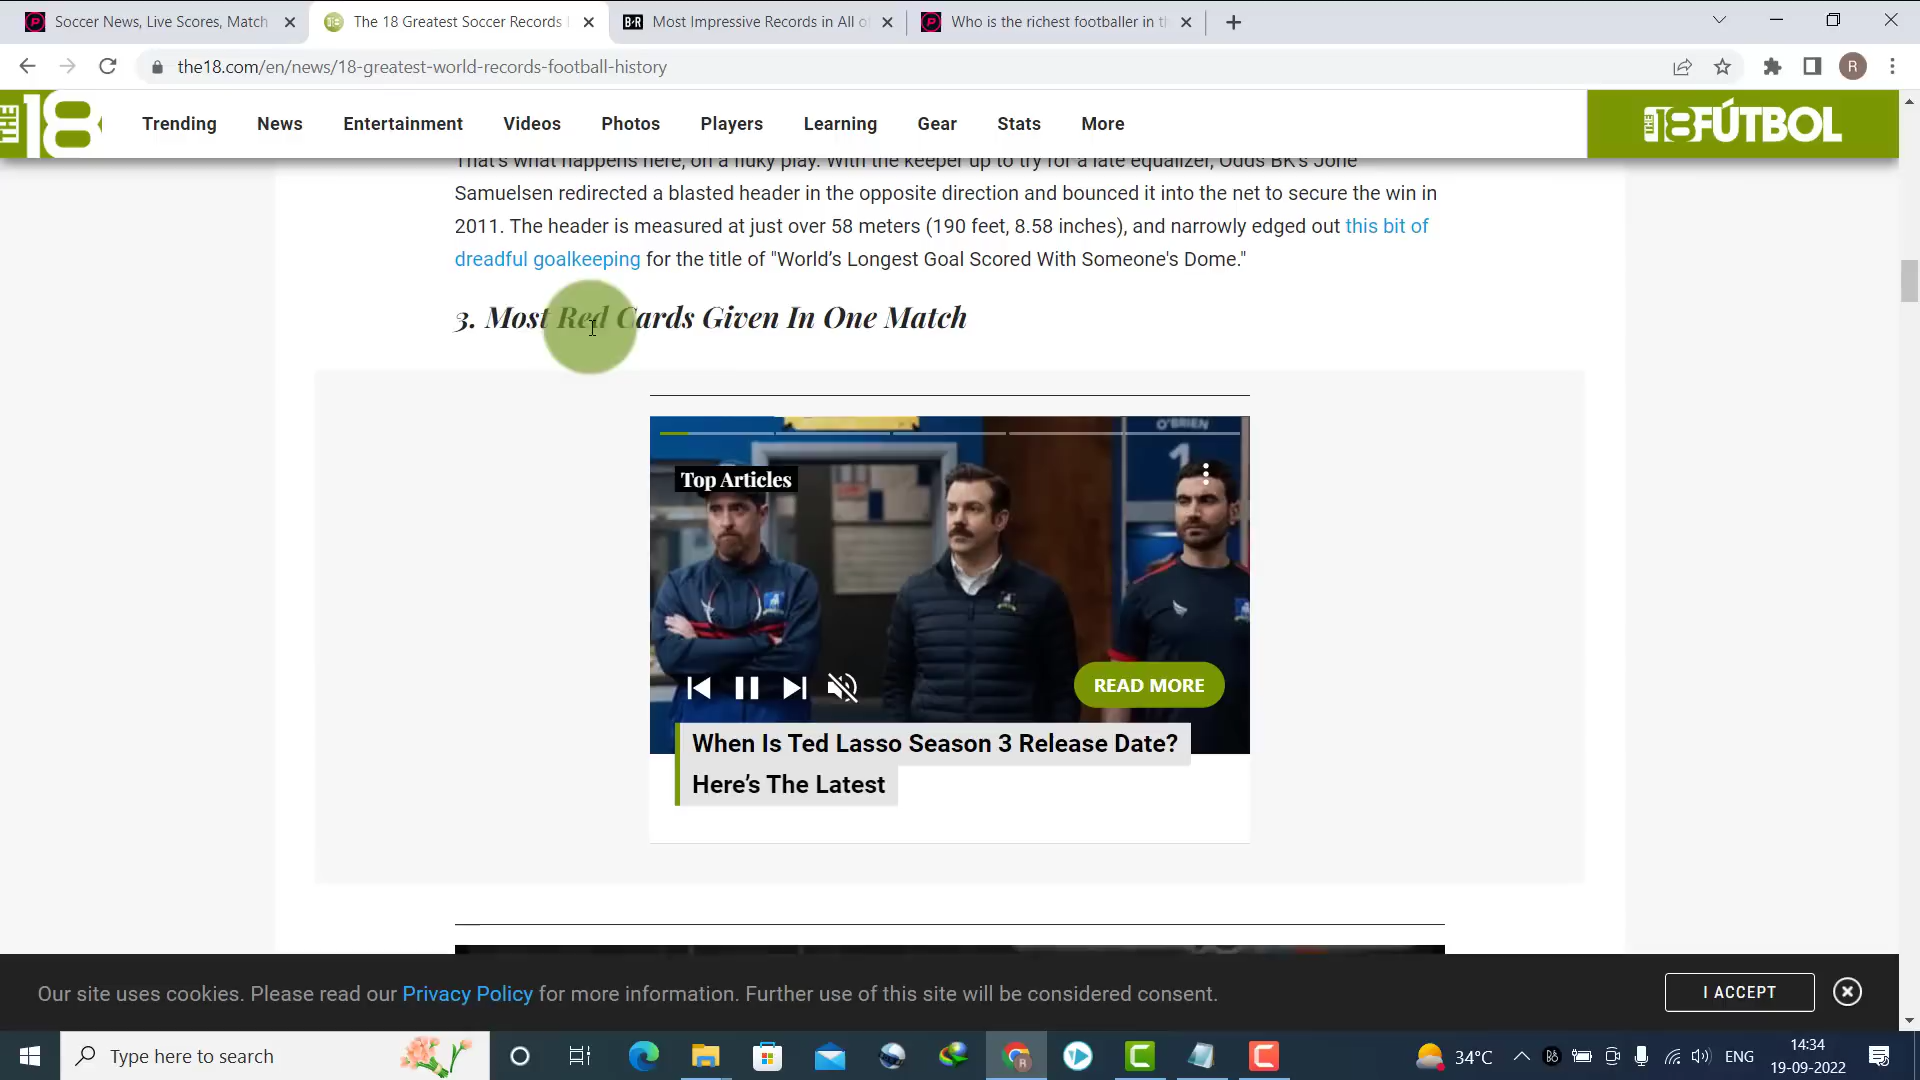 Soccer News, Live Scores, Match
The 18 Greatest Soccer Records
Most Impressive Records in All of
Who is the richest footballer in th
the18.com/en/news/18-greatest-world-records-football-history
R
THE 18
Trending
News
Entertainment
Videos
Photos
Players
Learning
Gear
Stats
More
THE 18 FÚTBOL
That's what happens here, on a fluky play. With the keeper up to try for a late equalizer, Odds BK's Jone
Samuelsen redirected a blasted header in the opposite direction and bounced it into the net to secure the win in
2011. The header is measured at just over 58 meters (190 feet, 8.58 inches), and narrowly edged out this bit of
dreadful goalkeeping for the title of "World's Longest Goal Scored With Someone's Dome."
3. Most Red Cards Given In One Match
O'BRIEN
1
Top Articles
READ MORE
When Is Ted Lasso Season 3 Release Date?
Here's The Latest
Our site uses cookies. Please read our Privacy Policy for more information. Further use of this site will be considered consent.
I ACCEPT
Type here to search
34°C
ENG
14:34
19-09-2022